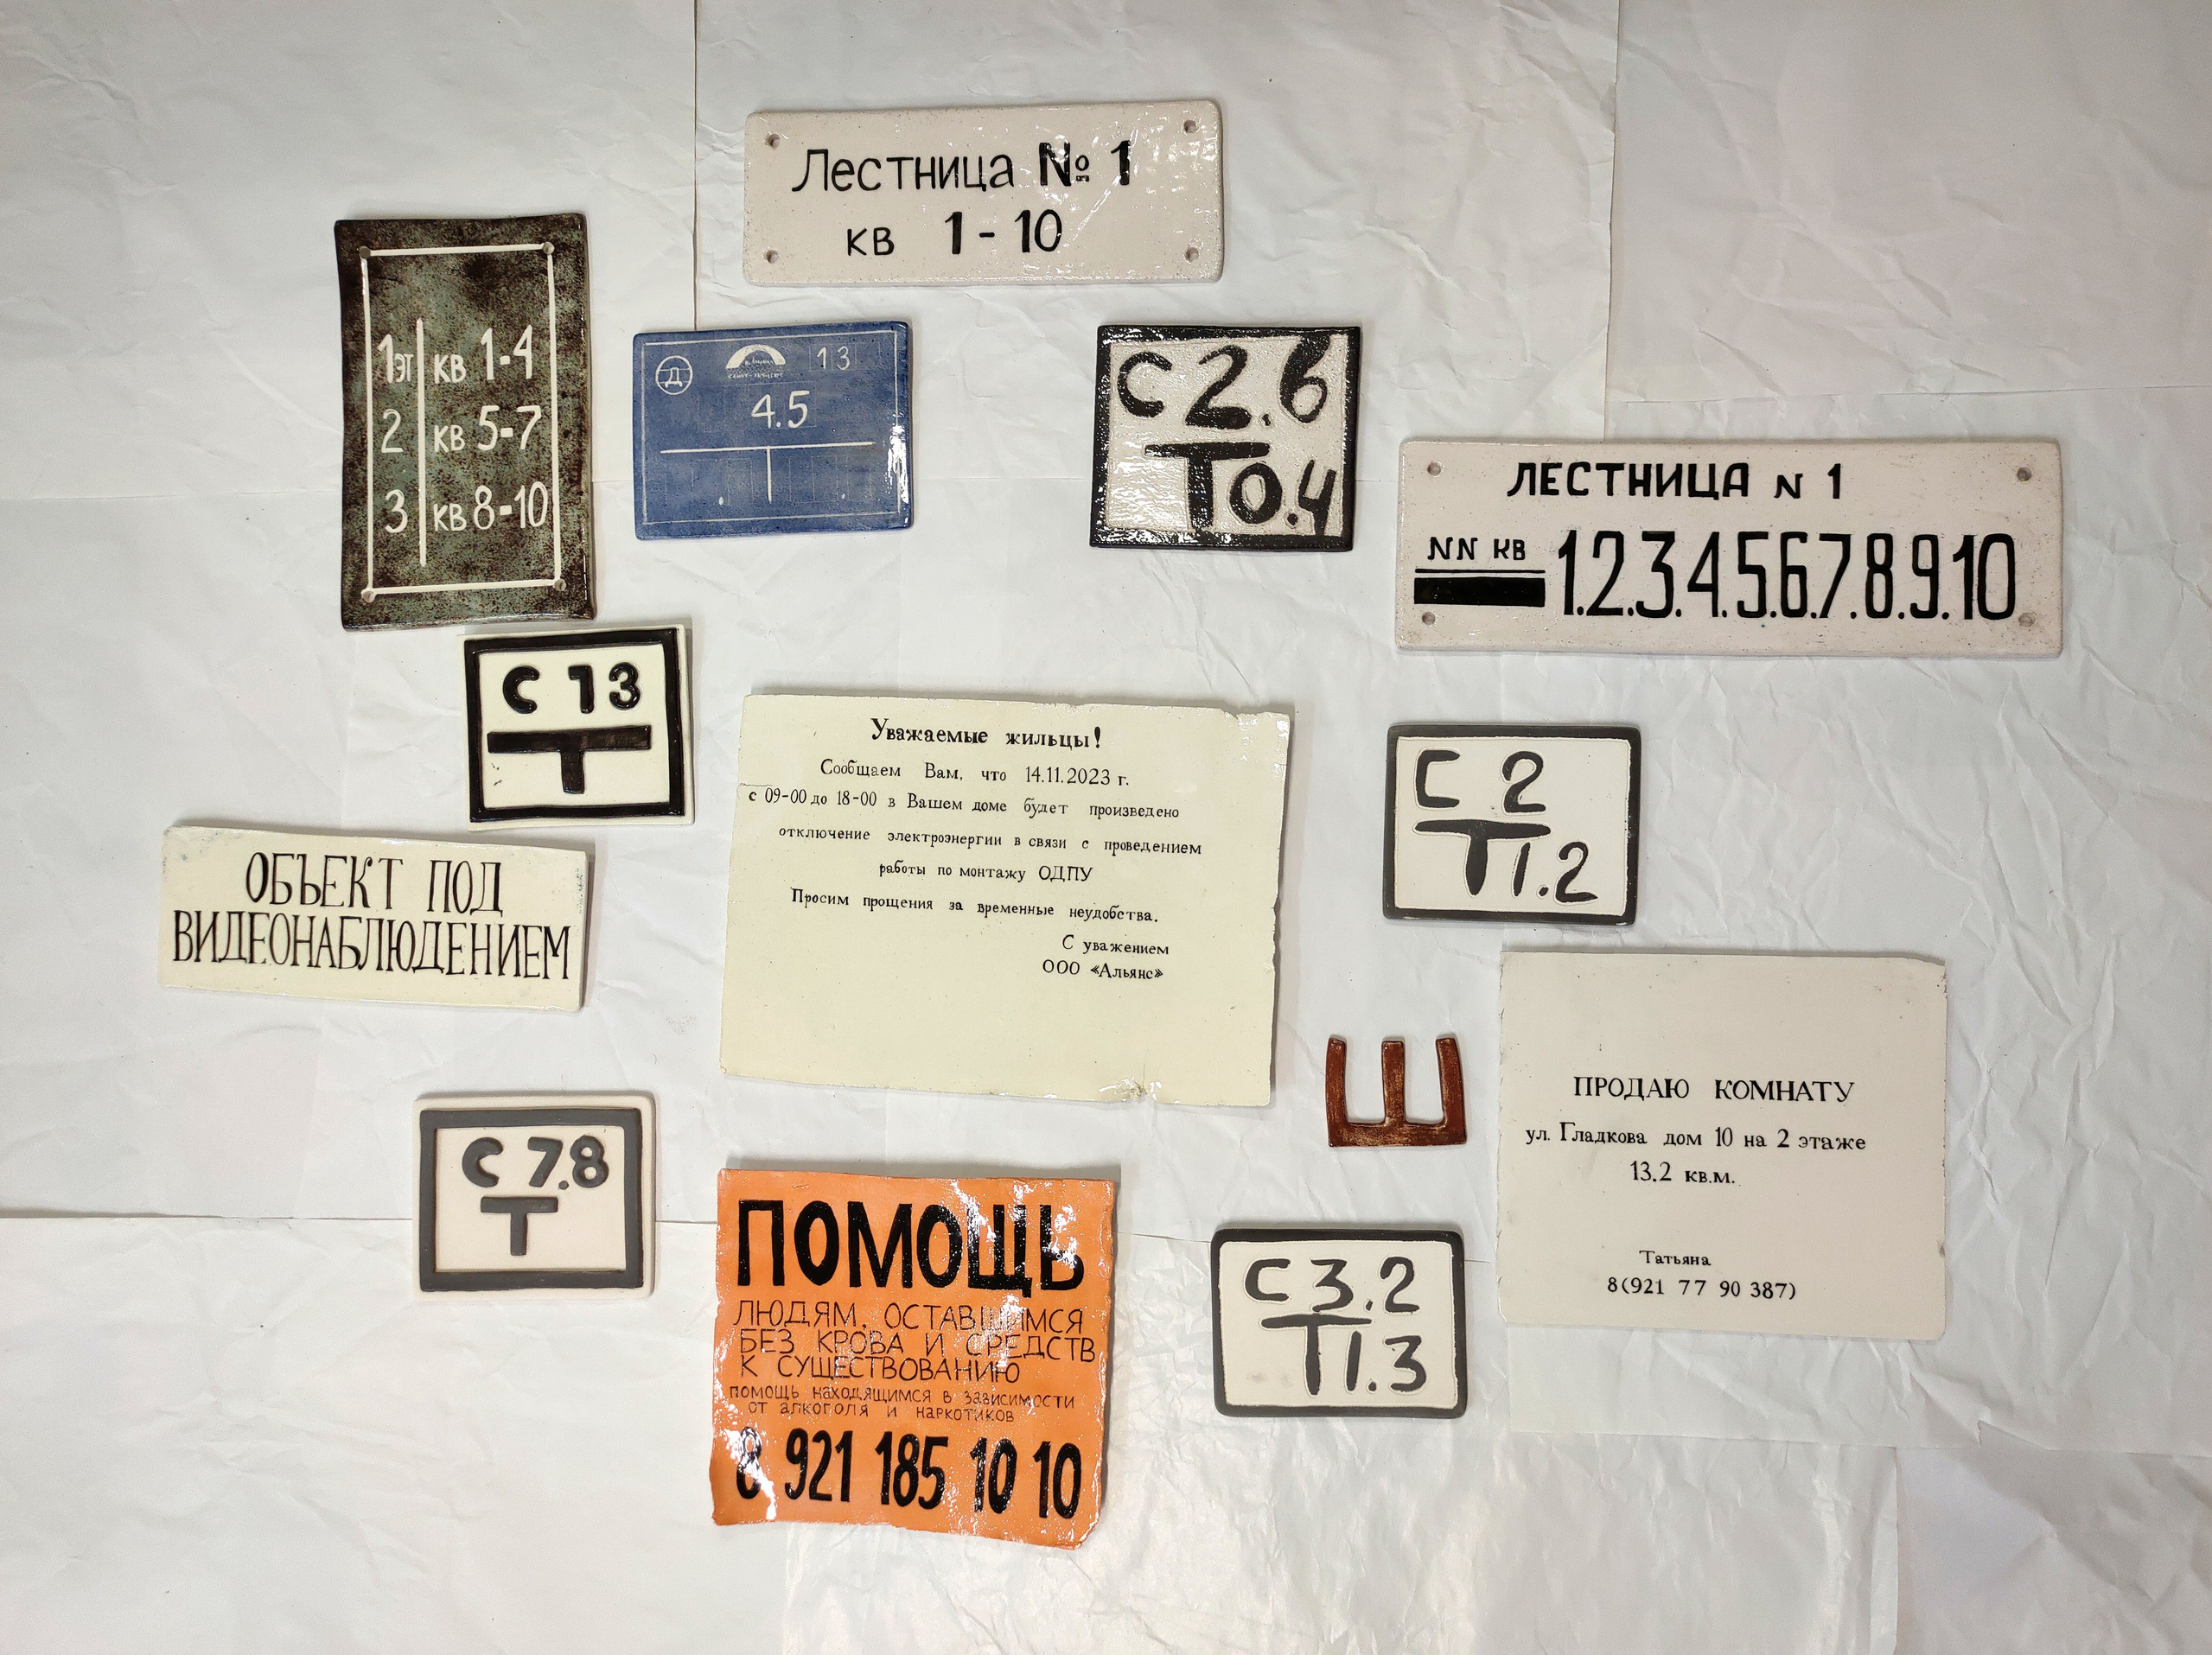 Лестница № 1
кв 1-10
1эт кв 1-4
2 кв 5-7
3 кв 8-10
Д
13
4.5
С 2.6
Т 0.4
ЛЕСТНИЦА N 1
NN КВ 1.2.3.4.5.6.7.8.9.10
С 13
Т
Уважаемые жильцы!
Сообщаем Вам, что 14.11.2023 г.
с 09-00 до 18-00 в Вашем доме будет произведено
отключение электроэнергии в связи с проведением
работы по монтажу ОДПУ
Просим прощения за временные неудобства.
С уважением
ООО «Альянс»
С 2
Т 1.2
ОБЪЕКТ ПОД
ВИДЕОНАБЛЮДЕНИЕМ
Ш
ПРОДАЮ КОМНАТУ
ул. Гладкова дом 10 на 2 этаже
13.2 кв.м.
Татьяна
8(921 77 90 387)
С 7.8
Т
ПОМОЩЬ
ЛЮДЯМ, ОСТАВШИМСЯ
БЕЗ КРОВА И СРЕДСТВ
К СУЩЕСТВОВАНИЮ
ПОМОЩЬ НАХОДЯЩИМСЯ В ЗАВИСИМОСТИ
ОТ АЛКОГОЛЯ И НАРКОТИКОВ
8 921 185 10 10
С 3.2
Т 1.3